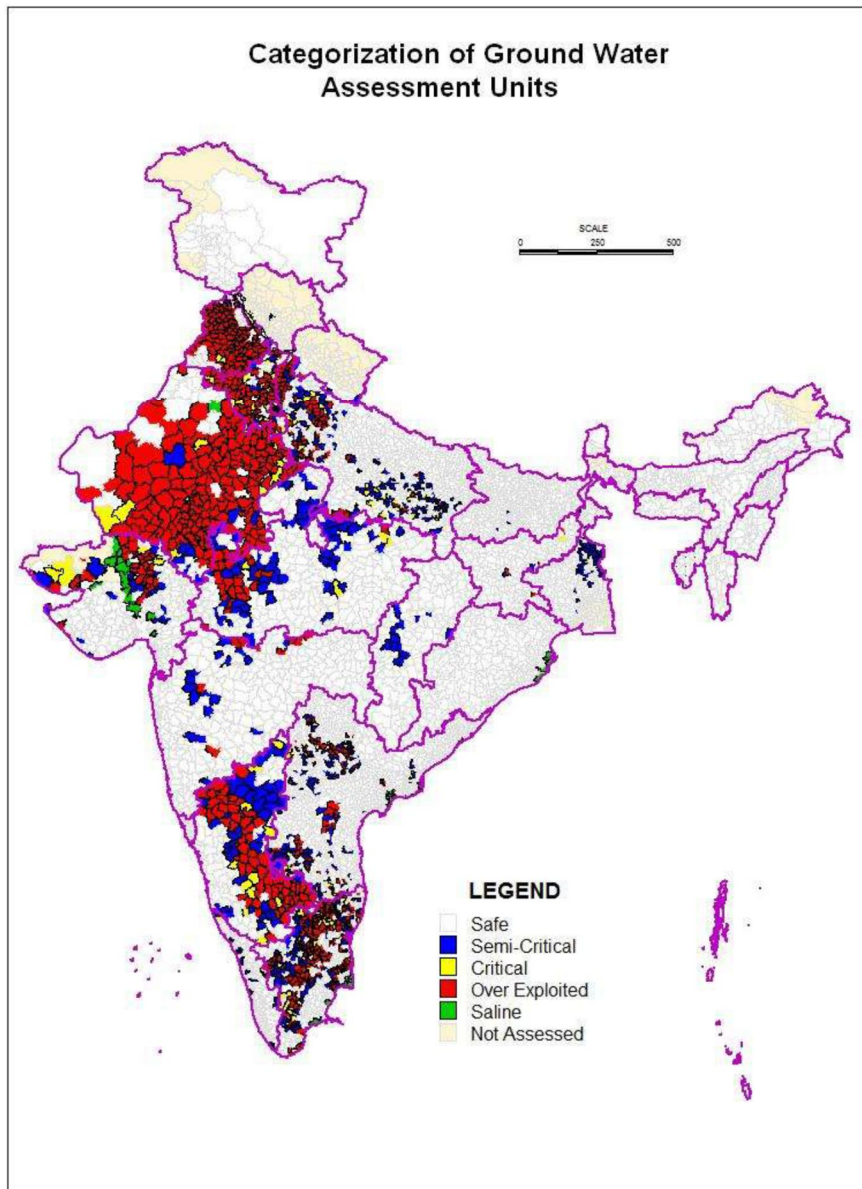 Categorization of Ground Water
Assessment Units
SCALE
0 250 500
LEGEND
Safe
Semi-Critical
Critical
Over Exploited
Saline
Not Assessed